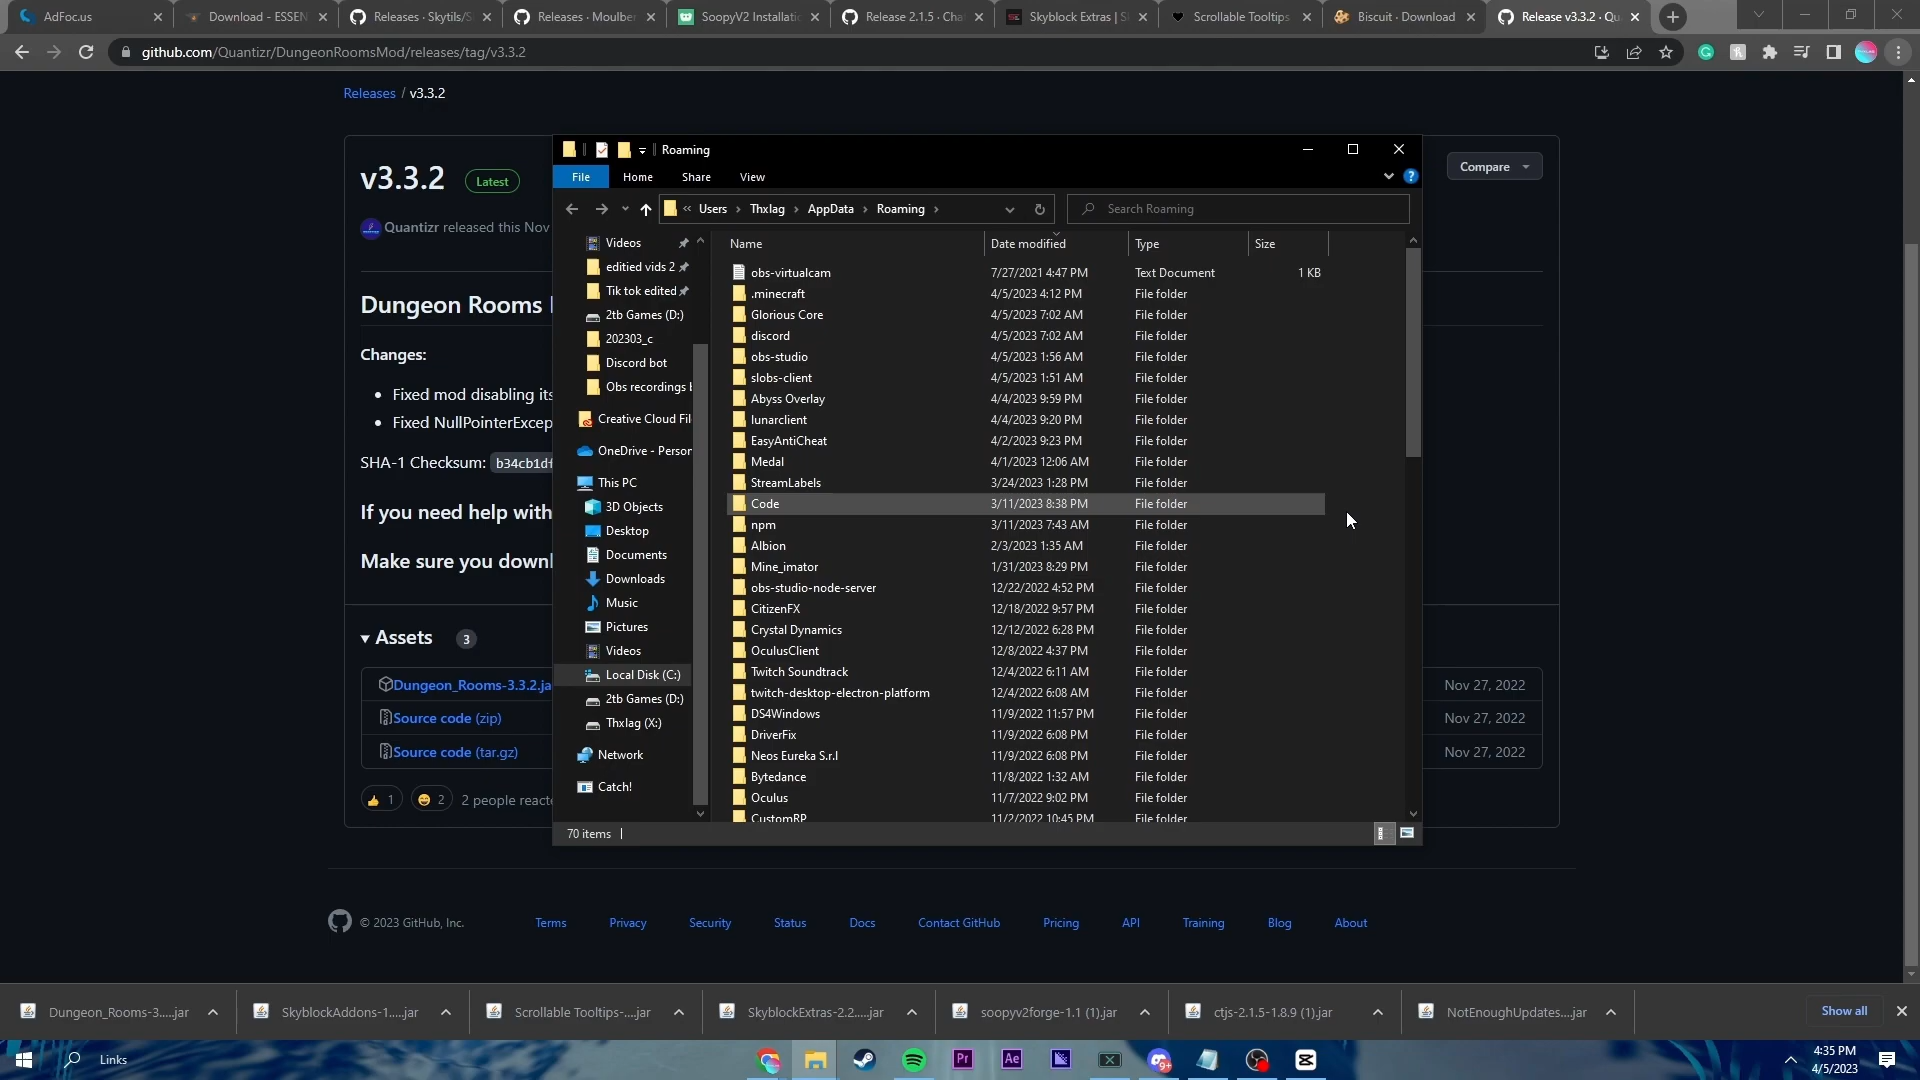 AdFoc.us
Download - ESSEN
Releases · Skytils/S
Releases · Moulber
SoopyV2 Installatio
Release 2.1.5 · Cha
Skyblock Extras | S
Scrollable Tooltips
Biscuit · Download
Release v3.3.2 · Qu
github.com/Quantizr/DungeonRoomsMod/releases/tag/v3.3.2
Releases / v3.3.2
v3.3.2
Latest
Compare
Quantizr released this Nov
Dungeon Rooms
Changes:
Fixed mod disabling its
Fixed NullPointerExcep
SHA-1 Checksum: b34cb1df
If you need help with
Make sure you downl
Assets 3
Dungeon_Rooms-3.3.2.ja
Nov 27, 2022
Source code (zip)
Nov 27, 2022
Source code (tar.gz)
Nov 27, 2022
1
2
2 people reacte
Roaming
File
Home
Share
View
« Users › Thxlag › AppData › Roaming ›
Search Roaming
Videos
editied vids 2
Tik tok edited
2tb Games (D:)
202303_c
Discord bot
Obs recordings b
Creative Cloud Fil
OneDrive - Person
This PC
3D Objects
Desktop
Documents
Downloads
Music
Pictures
Videos
Local Disk (C:)
2tb Games (D:)
Thxlag (X:)
Network
Catch!
Name Date modified Type Size
obs-virtualcam 7/27/2021 4:47 PM Text Document 1 KB
.minecraft 4/5/2023 4:12 PM File folder
Glorious Core 4/5/2023 7:02 AM File folder
discord 4/5/2023 7:02 AM File folder
obs-studio 4/5/2023 1:56 AM File folder
slobs-client 4/5/2023 1:51 AM File folder
Abyss Overlay 4/4/2023 9:59 PM File folder
lunarclient 4/4/2023 9:20 PM File folder
EasyAntiCheat 4/2/2023 9:23 PM File folder
Medal 4/1/2023 12:06 AM File folder
StreamLabels 3/24/2023 1:28 PM File folder
Code 3/11/2023 8:38 PM File folder
npm 3/11/2023 7:43 AM File folder
Albion 2/3/2023 1:35 AM File folder
Mine_imator 1/31/2023 8:29 PM File folder
obs-studio-node-server 12/22/2022 4:52 PM File folder
CitizenFX 12/18/2022 9:57 PM File folder
Crystal Dynamics 12/12/2022 6:28 PM File folder
OculusClient 12/8/2022 4:37 PM File folder
Twitch Soundtrack 12/4/2022 6:11 AM File folder
twitch-desktop-electron-platform 12/4/2022 6:08 AM File folder
DS4Windows 11/9/2022 11:57 PM File folder
DriverFix 11/9/2022 6:08 PM File folder
Neos Eureka S.r.l 11/9/2022 6:08 PM File folder
Bytedance 11/8/2022 1:32 AM File folder
Oculus 11/7/2022 9:02 PM File folder
CustomRP 11/2/2022 10:45 PM File folder
70 items
© 2023 GitHub, Inc.
Terms
Privacy
Security
Status
Docs
Contact GitHub
Pricing
API
Training
Blog
About
Dungeon_Rooms-3.....jar
SkyblockAddons-1.....jar
Scrollable Tooltips-....jar
SkyblockExtras-2.2.....jar
soopyv2forge-1.1 (1).jar
ctjs-2.1.5-1.8.9 (1).jar
NotEnoughUpdates....jar
Show all
Links
Pr
Ae
9+
4:35 PM
4/5/2023